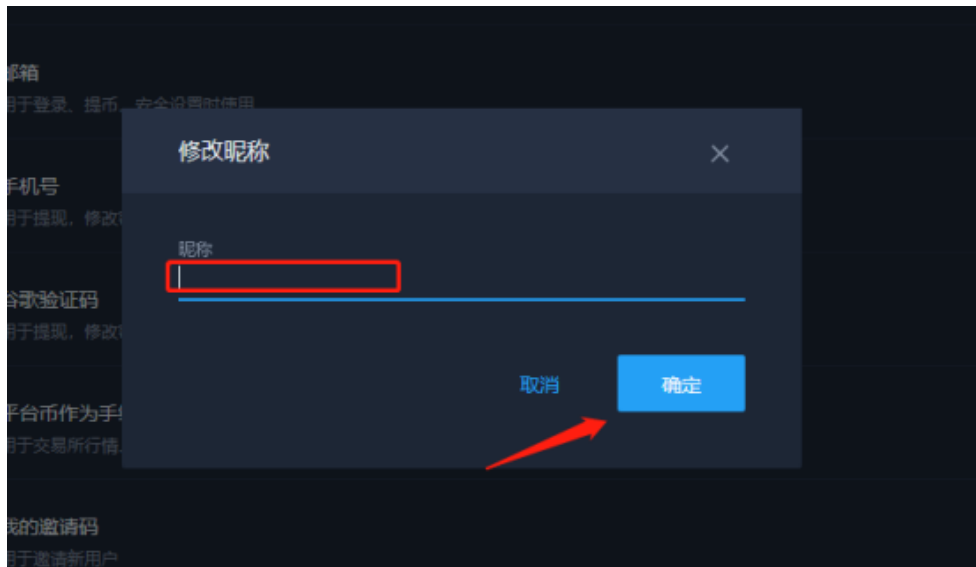 邮箱
用于登录、提币、安全设置时使用
修改昵称
手机号
用于提现，修改
昵称
谷歌验证码
用于提现，修改
取消
确定
平台币作为手
用于交易所行情
我的邀请码
用于邀请新用户